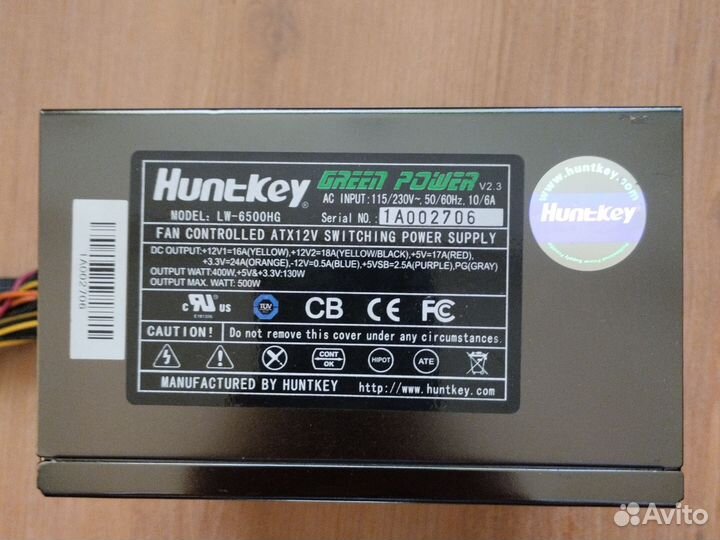 Huntkey® GREEN POWER V2.3
AC INPUT:115/230V~,50/60Hz,10/6A
MODEL: LW-6500HG Serial NO.: 1A002706
FAN CONTROLLED ATX12V SWITCHING POWER SUPPLY
DC OUTPUT:+12V1=16A(YELLOW),+12V2=18A(YELLOW/BLACK),+5V=17A(RED),
+3.3V=24A(ORANGE),-12V=0.5A(BLUE),+5VSB=2.5A(PURPLE),PG(GRAY)
OUTPUT WATT:400W,+5V&+3.3V:130W
OUTPUT MAX. WATT: 500W
c RU us
TÜV
CB
CE
FC
CAUTION! Do not remove this cover under any circumstances.
CONT OK
HIPOT
ATE
MANUFACTURED BY HUNTKEY http://www.huntkey.com
1A002706
www.huntkey.com
Huntkey
Avito